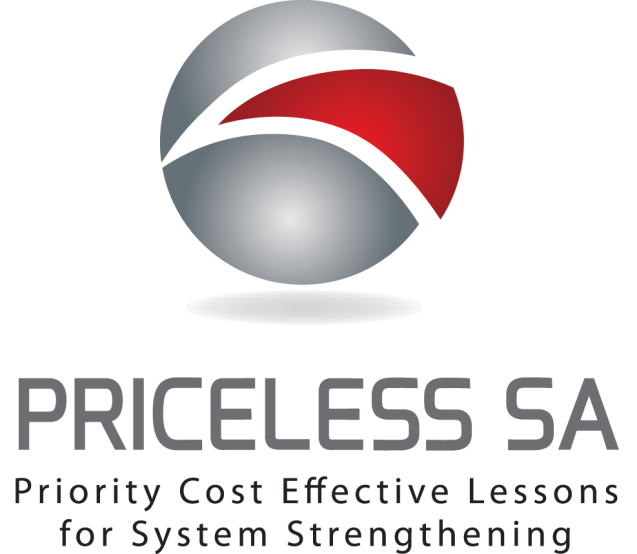 PRICELESS SA
Priority Cost Effective Lessons
for System Strengthening